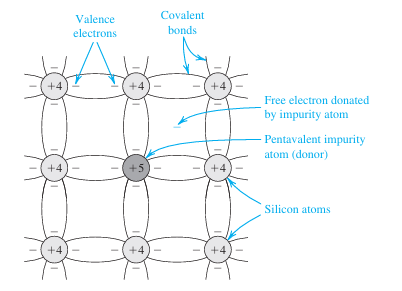 Valence
electrons
Covalent
bonds
+4 +4 +4
Free electron donated
by impurity atom
Pentavalent impurity
atom (donor)
+4 +5 +4
Silicon atoms
+4 +4 +4